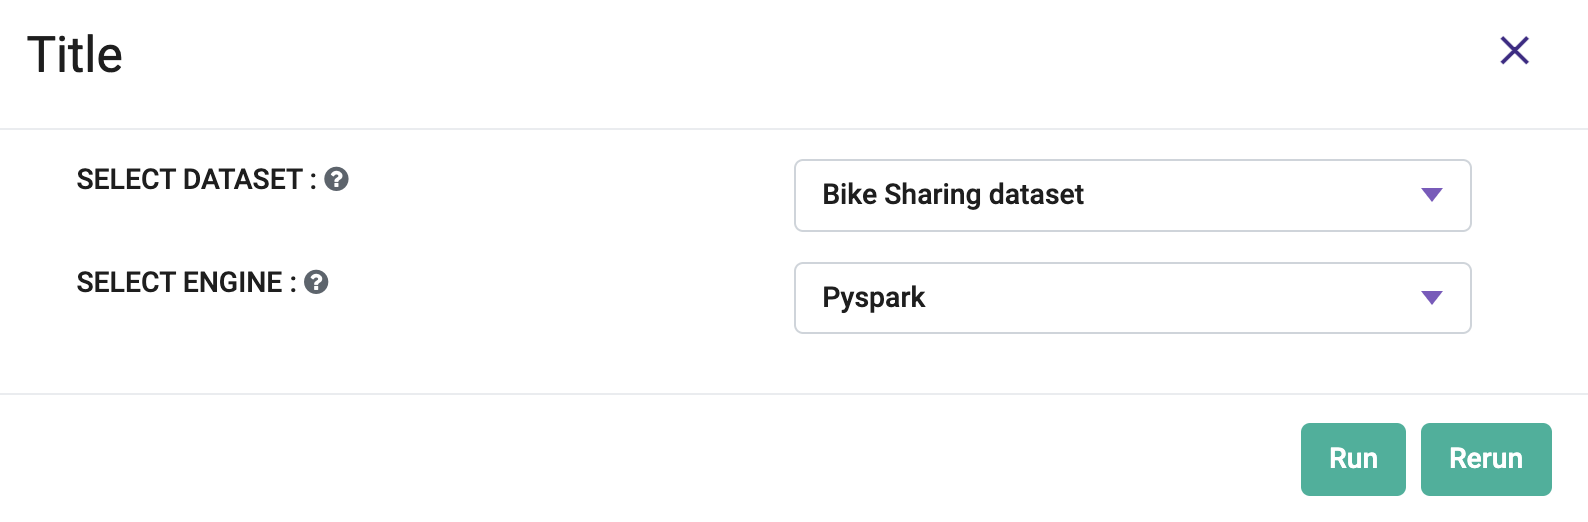 Title
SELECT DATASET : ?
Bike Sharing dataset
SELECT ENGINE : ?
Pyspark
Run
Rerun